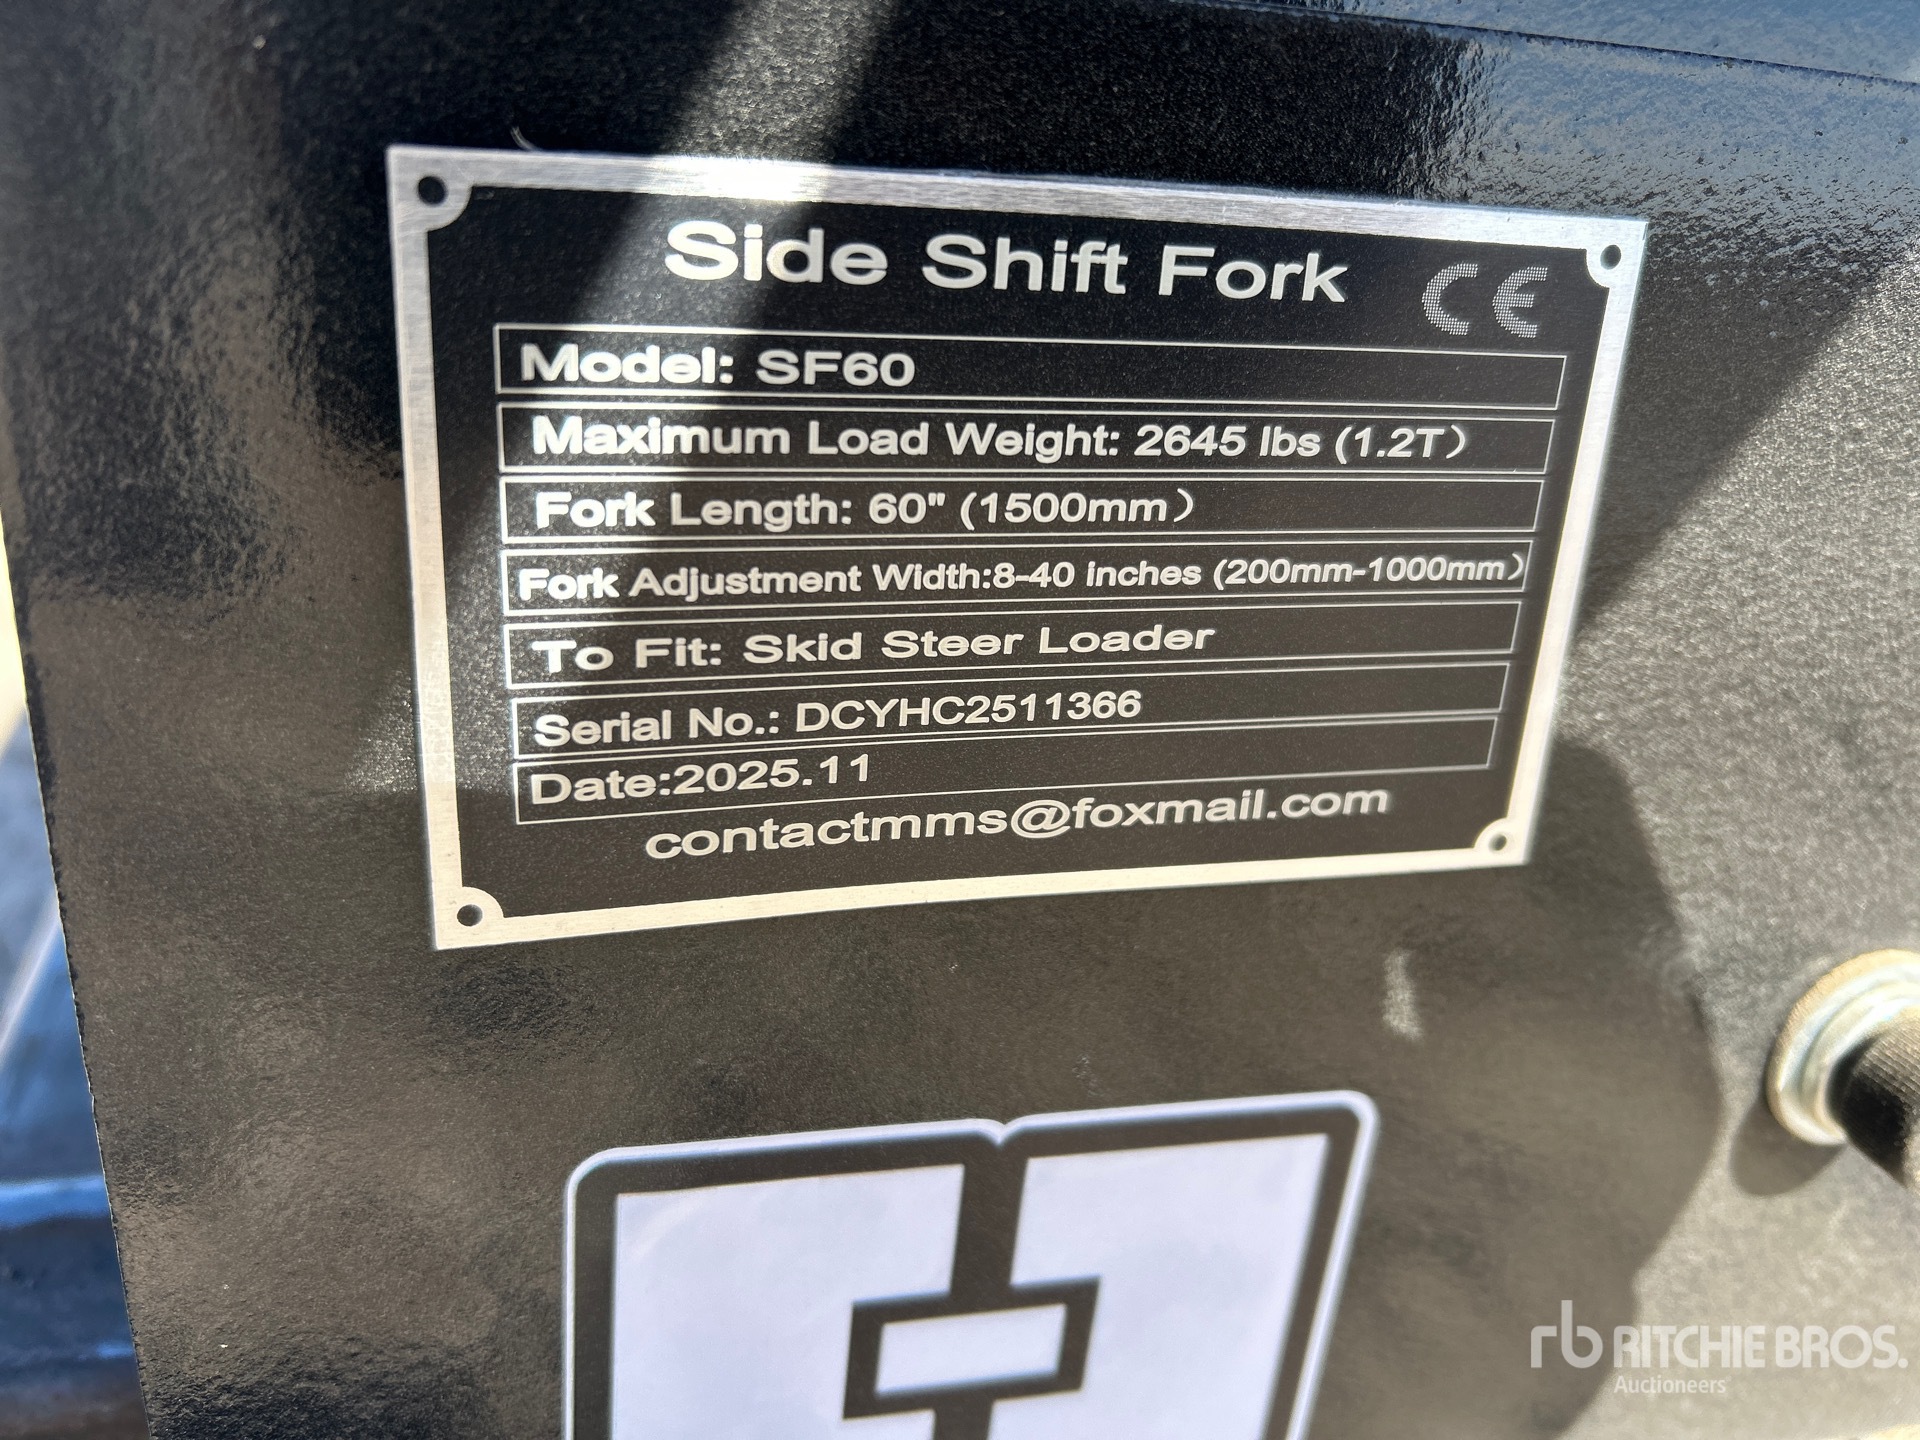 Side Shift Fork CE
Model: SF60
Maximum Load Weight: 2645 lbs (1.2T）
Fork Length: 60" (1500mm）
Fork Adjustment Width:8-40 inches (200mm-1000mm）
To Fit: Skid Steer Loader
Serial No.: DCYHC2511366
Date:2025.11
contactmms@foxmail.com
rb RITCHIE BROS.
Auctioneers